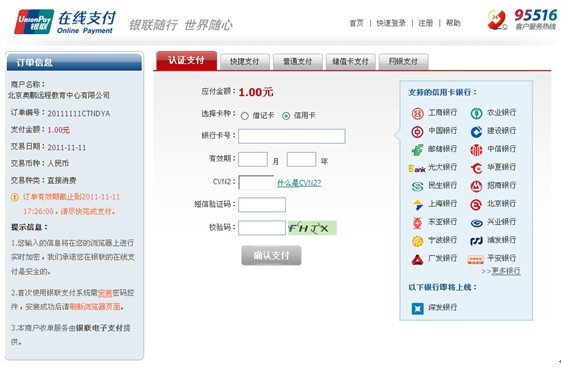 UnionPay 银联 在线支付 Online Payment 银联随行 世界随心
首页 | 快速登录 | 注册 | 帮助
95516 客户服务热线
订单信息
商户名称：
北京奥鹏远程教育中心有限公司
订单编号：20111111CTNDYA
支付金额：1.00元
交易日期：2011-11-11
交易币种：人民币
交易种类：直接消费
订单有效期截止到2011-11-11
17:26:00，请尽快完成支付。
提示信息：
1.您输入的信息将在您的浏览器上进行
实时加密，我们承诺您在银联的在线支
付是安全的。
2.首次使用银联支付系统需安装密码控
件，安装成功后请刷新浏览器页面。
3.本商户收单服务由银联电子支付提
供。
认证支付 快捷支付 普通支付 储值卡支付 网银支付
应付金额：1.00元
选择卡种： 借记卡 信用卡
银行卡号：
有效期： 月 年
CVN2： 什么是CVN2?
短信验证码：
校验码： FHJX
确认支付
支持的信用卡银行：
工商银行 农业银行
中国银行 建设银行
邮储银行 中信银行
光大银行 华夏银行
民生银行 招商银行
上海银行 北京银行
东亚银行 兴业银行
宁波银行 浦发银行
广发银行 平安银行
>>更多银行
以下银行即将上线：
深发银行